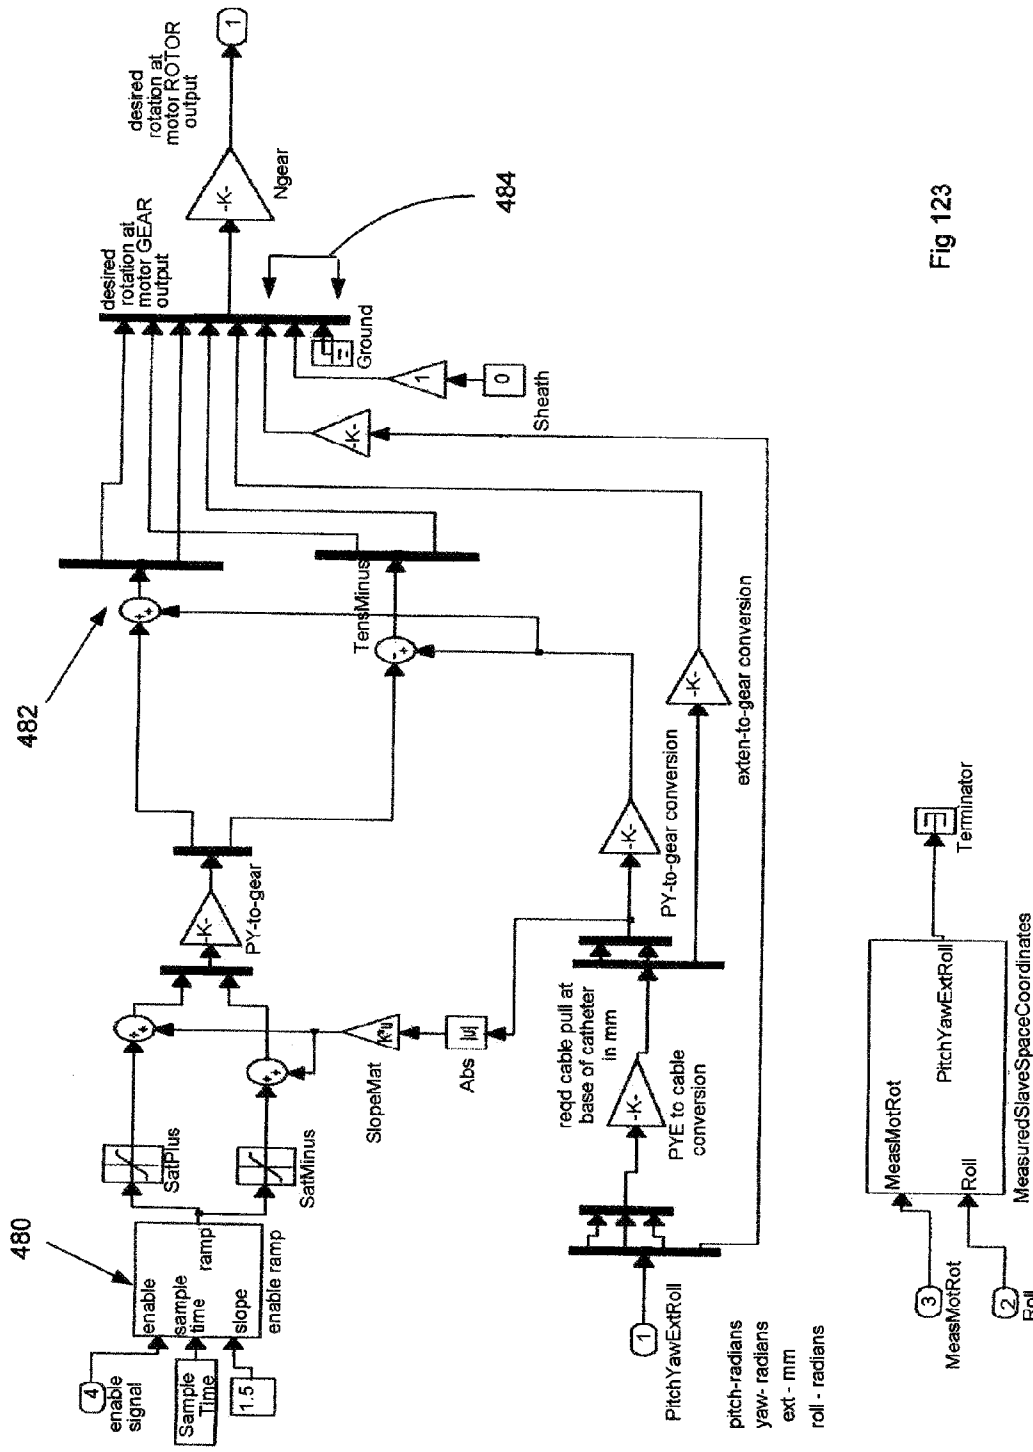 480
482
484
4
enable
signal
Sample
Time
1.5
enable
sample
time
slope
ramp
enable ramp
SatPlus
SatMinus
SlopeMat
K*u
Abs
|u|
-K-
PY-to-gear
TensMinus
desired
rotation at
motor GEAR
output
-K-
Ngear
desired
rotation at
motor ROTOR
output
1
Ground
1
0
Sheath
-K-
1
PitchYawExtRoll
pitch-radians
yaw- radians
ext - mm
roll - radians
-K-
PYE to cable
conversion
reqd cable pull at
base of catheter
in mm
-K-
PY-to-gear conversion
-K-
exten-to-gear conversion
3
MeasMotRot
2
Roll
MeasMotRot
Roll
PitchYawExtRoll
MeasuredSlaveSpaceCoordinates
Terminator
Fig 123